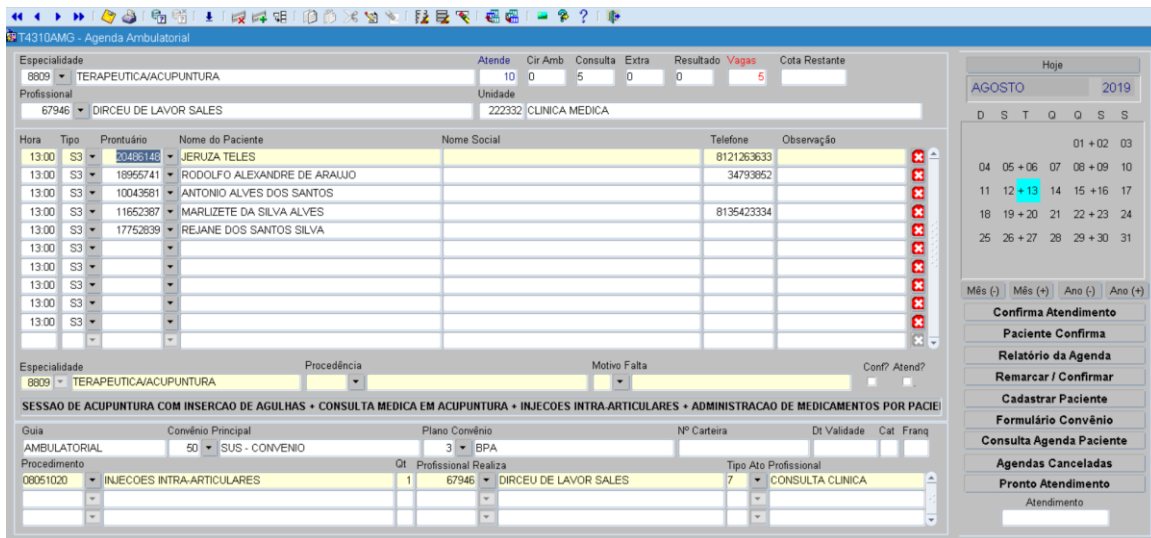 T4310AMG - Agenda Ambulatorial
Especialidade Atende Cir Amb Consulta Extra Resultado Vagas Cota Restante
8809 TERAPEUTICA/ACUPUNTURA 10 0 5 0 0 5
Profissional Unidade
67946 DIRCEU DE LAVOR SALES 222332 CLINICA MEDICA
Hora Tipo Prontuário Nome do Paciente Nome Social Telefone Observação
13:00 S3 20486148 JERUZA TELES 8121263633
13:00 S3 18955741 RODOLFO ALEXANDRE DE ARAUJO 34793852
13:00 S3 10043581 ANTONIO ALVES DOS SANTOS
13:00 S3 11652387 MARLIZETE DA SILVA ALVES 8135423334
13:00 S3 17752839 REJANE DOS SANTOS SILVA
13:00 S3
13:00 S3
13:00 S3
13:00 S3
13:00 S3
Especialidade Procedência Motivo Falta Conf? Atend?
8809 TERAPEUTICA/ACUPUNTURA
SESSAO DE ACUPUNTURA COM INSERCAO DE AGULHAS + CONSULTA MEDICA EM ACUPUNTURA + INJECOES INTRA-ARTICULARES + ADMINISTRACAO DE MEDICAMENTOS POR PACIE
Guia Convênio Principal Plano Convênio Nº Carteira Dt Validade Cat Franq
AMBULATORIAL 50 SUS - CONVENIO 3 BPA
Procedimento Qt Profissional Realiza Tipo Ato Profissional
08051020 INJECOES INTRA-ARTICULARES 1 67946 DIRCEU DE LAVOR SALES 7 CONSULTA CLINICA
Hoje
AGOSTO 2019
D S T Q Q S S
01 + 02 03
04 05 + 06 07 08 + 09 10
11 12 + 13 14 15 + 16 17
18 19 + 20 21 22 + 23 24
25 26 + 27 28 29 + 30 31
Mês (-) Mês (+) Ano (-) Ano (+)
Confirma Atendimento
Paciente Confirma
Relatório da Agenda
Remarcar / Confirmar
Cadastrar Paciente
Formulário Convênio
Consulta Agenda Paciente
Agendas Canceladas
Pronto Atendimento
Atendimento